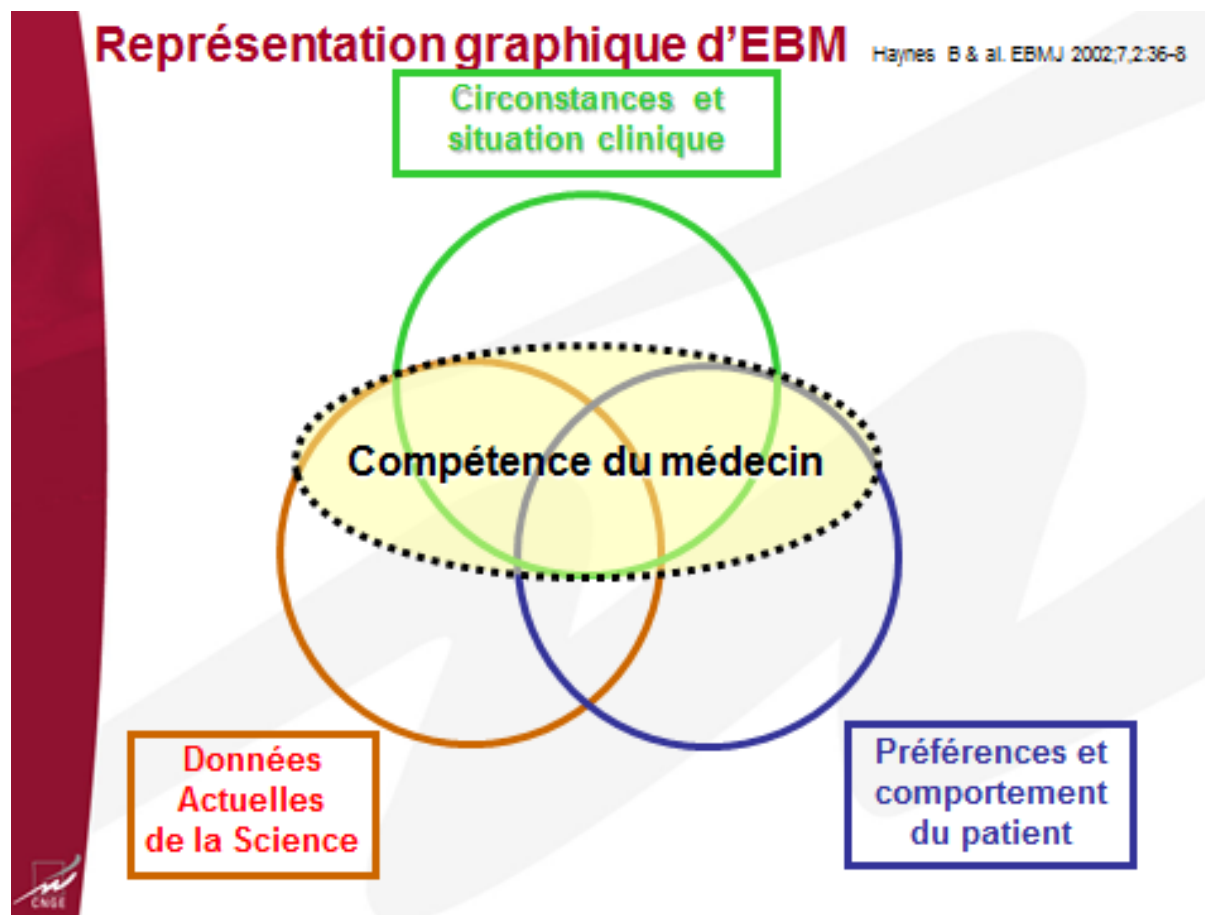 Représentation graphique d’EBM
Haynes B & al. EBMJ 2002;7,2:36-8
Circonstances et
situation clinique
Compétence du médecin
Données
Actuelles
de la Science
Préférences et
comportement
du patient
CNGE